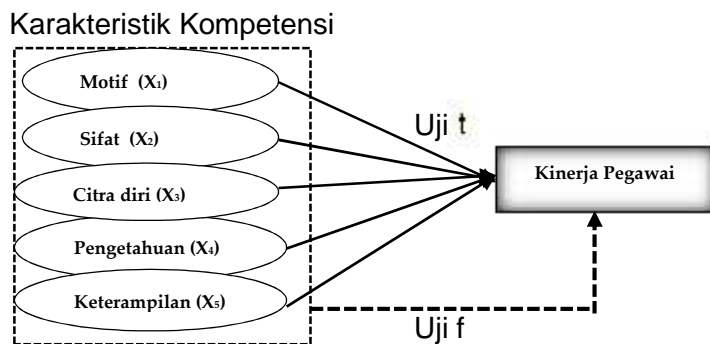 Karakteristik Kompetensi
Motif (X₁)
Uji t
Sifat (X₂)
Kinerja Pegawai
Citra diri (X₃)
Pengetahuan (X₄)
Keterampilan (X₅)
Uji f